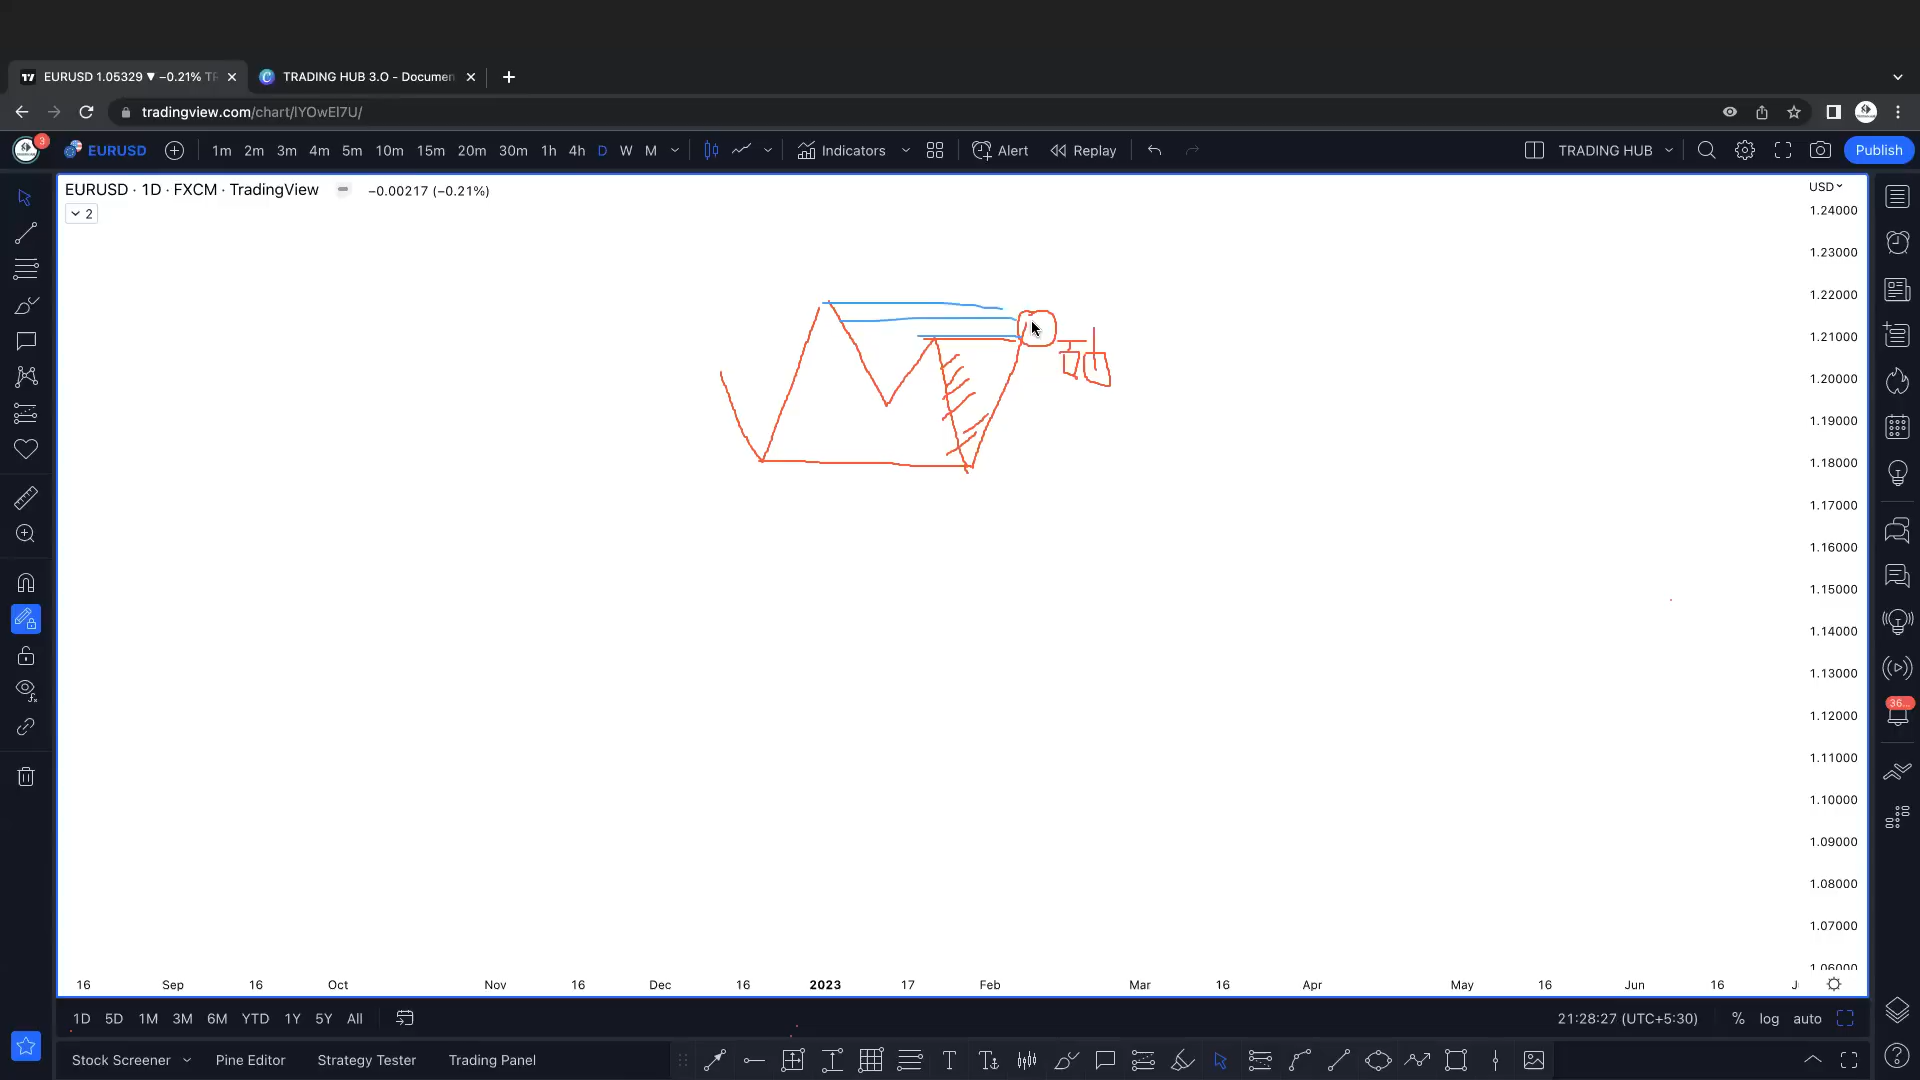 EURUSD 1.05329 ▼ −0.21% TR
TRADING HUB 3.O - Documen
tradingview.com/chart/lYOwEl7U/
3
EURUSD 1m 2m 3m 4m 5m 10m 15m 20m 30m 1h 4h D W M Indicators Alert Replay TRADING HUB Publish
EURUSD · 1D · FXCM · TradingView −0.00217 (−0.21%)
USD
2
1.24000
1.23000
1.22000
1.21000
1.20000
1.19000
1.18000
1.17000
1.16000
1.15000
1.14000
1.13000
36...
1.12000
1.11000
1.10000
1.09000
1.08000
1.07000
1.06000
16 Sep 16 Oct Nov 16 Dec 16 2023 17 Feb Mar 16 Apr May 16 Jun 16
1D 5D 1M 3M 6M YTD 1Y 5Y All 21:28:27 (UTC+5:30) % log auto
Stock Screener Pine Editor Strategy Tester Trading Panel